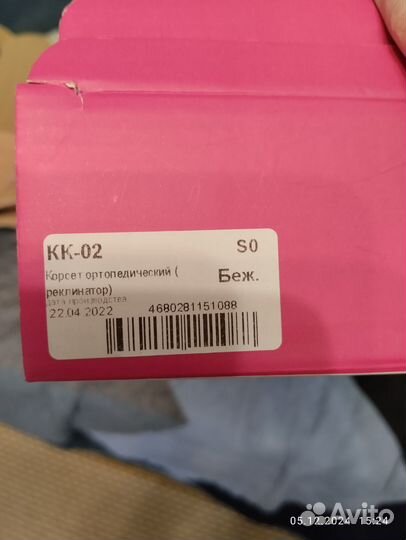 КК-02 S0
Корсет ортопедический (
реклинатор) Беж.
дата производства
22.04.2022 4680281151088
05.12.2024 15:24
Avito